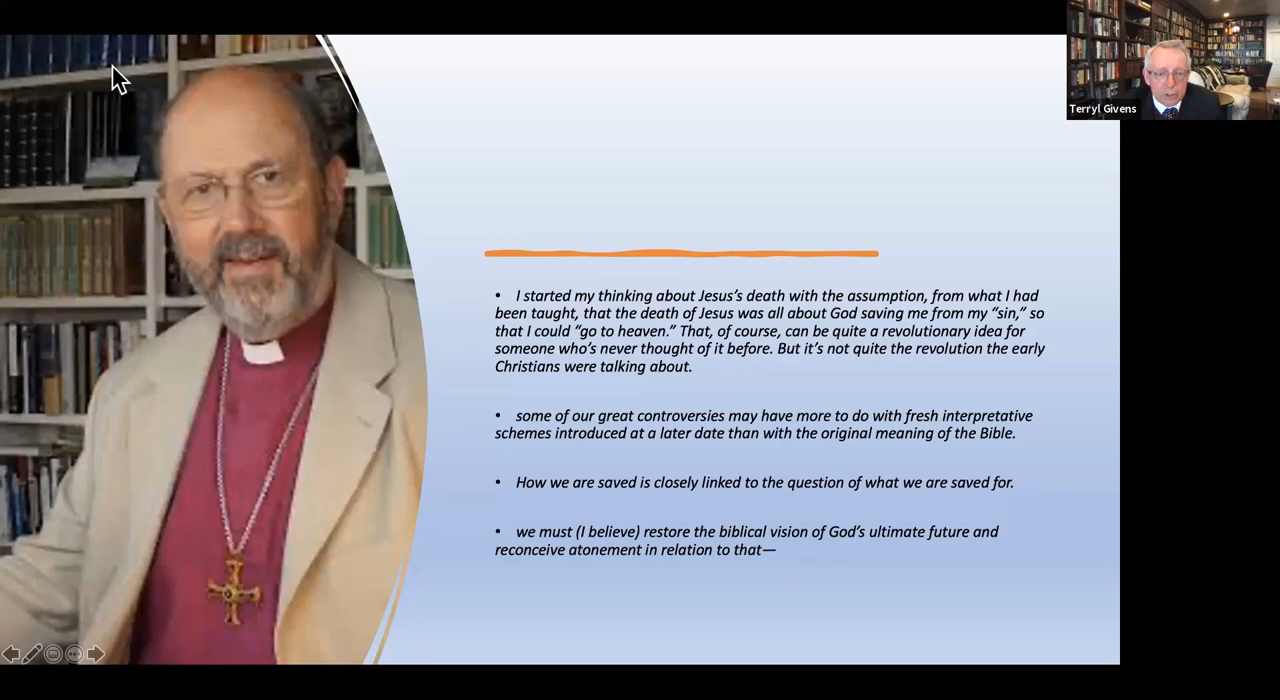 Terryl Givens
• I started my thinking about Jesus’s death with the assumption, from what I had
been taught, that the death of Jesus was all about God saving me from my “sin,” so
that I could “go to heaven.” That, of course, can be quite a revolutionary idea for
someone who’s never thought of it before. But it’s not quite the revolution the early
Christians were talking about.
• some of our great controversies may have more to do with fresh interpretative
schemes introduced at a later date than with the original meaning of the Bible.
• How we are saved is closely linked to the question of what we are saved for.
• we must (I believe) restore the biblical vision of God’s ultimate future and
reconceive atonement in relation to that—